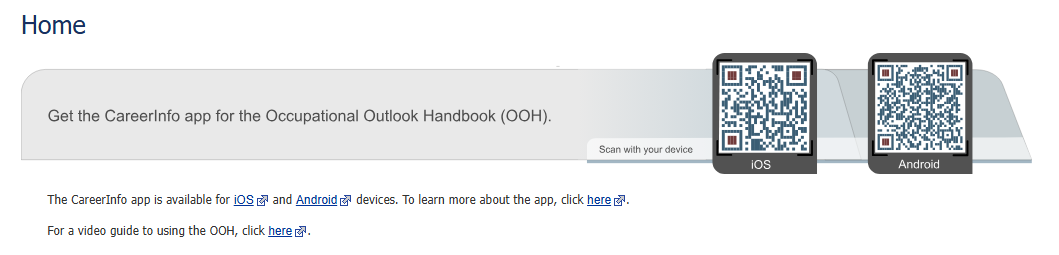 Home
Get the CareerInfo app for the Occupational Outlook Handbook (OOH).
Scan with your device
iOS
Android
The CareerInfo app is available for iOS and Android devices. To learn more about the app, click here.
For a video guide to using the OOH, click here.